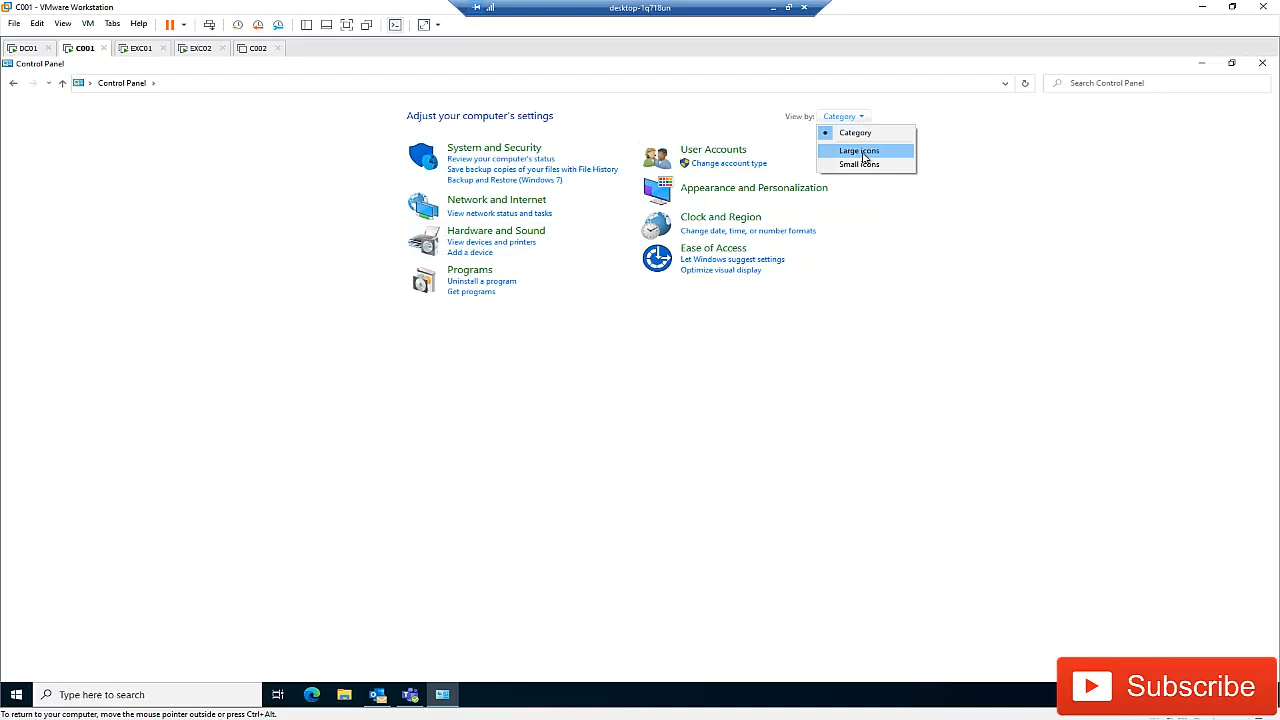 C001 - VMware Workstation
desktop-1q718un
File Edit View VM Tabs Help
DC01 C001 EXC01 EXC02 C002
Control Panel
Control Panel
Search Control Panel
Adjust your computer's settings
View by: Category
Category
Large icons
Small icons
System and Security
Review your computer's status
Save backup copies of your files with File History
Backup and Restore (Windows 7)
Network and Internet
View network status and tasks
Hardware and Sound
View devices and printers
Add a device
Programs
Uninstall a program
Get programs
User Accounts
Change account type
Appearance and Personalization
Clock and Region
Change date, time, or number formats
Ease of Access
Let Windows suggest settings
Optimize visual display
Type here to search
Subscribe
To return to your computer, move the mouse pointer outside or press Ctrl+Alt.